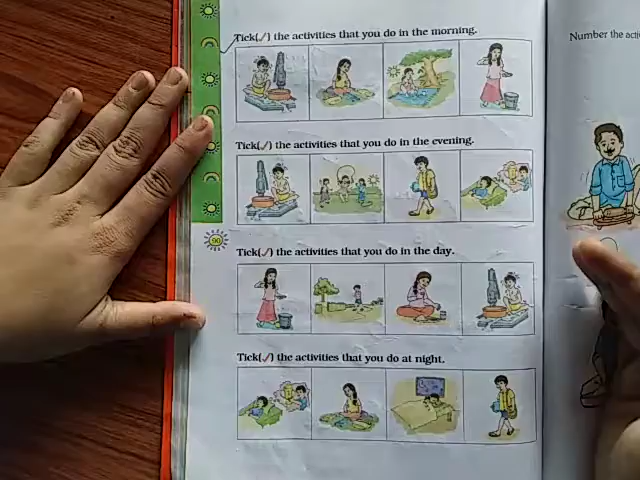 Tick(✓) the activities that you do in the morning.
Number the
Tick(✓) the activities that you do in the evening.
90
Tick(✓) the activities that you do in the day.
Tick(✓) the activities that you do at night.